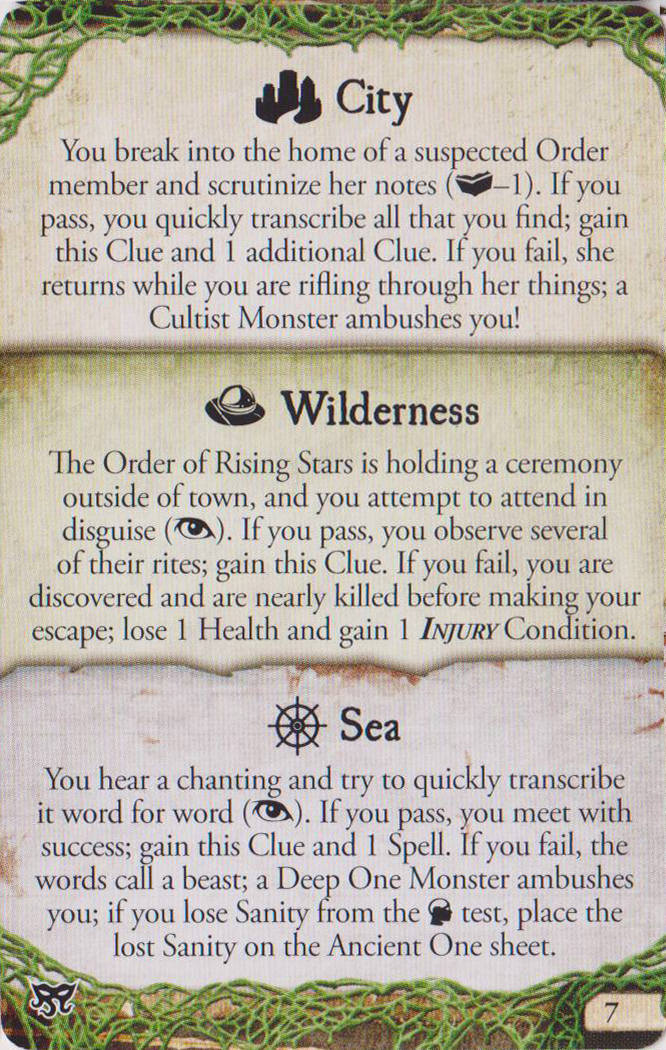 City
You break into the home of a suspected Order
member and scrutinize her notes ( –1). If you
pass, you quickly transcribe all that you find; gain
this Clue and 1 additional Clue. If you fail, she
returns while you are rifling through her things; a
Cultist Monster ambushes you!
Wilderness
The Order of Rising Stars is holding a ceremony
outside of town, and you attempt to attend in
disguise ( ). If you pass, you observe several
of their rites; gain this Clue. If you fail, you are
discovered and are nearly killed before making your
escape; lose 1 Health and gain 1 INJURY Condition.
Sea
You hear a chanting and try to quickly transcribe
it word for word ( ). If you pass, you meet with
success; gain this Clue and 1 Spell. If you fail, the
words call a beast; a Deep One Monster ambushes
you; if you lose Sanity from the test, place the
lost Sanity on the Ancient One sheet.
7